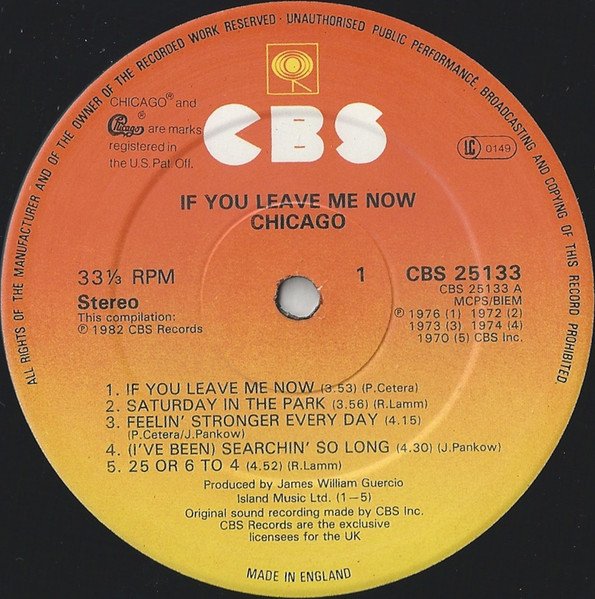 ALL RIGHTS OF THE MANUFACTURER AND OF THE OWNER OF THE RECORDED WORK RESERVED · UNAUTHORISED PUBLIC PERFORMANCE, BROADCASTING AND COPYING OF THIS RECORD PROHIBITED
CHICAGO® and
Chicago® are marks
registered in
the U.S. Pat. Off.
CBS
LC 0149
IF YOU LEAVE ME NOW
CHICAGO
33⅓ RPM
Stereo
This compilation:
℗ 1982 CBS Records
1
CBS 25133
CBS 25133 A
MCPS/BIEM
℗ 1976 (1) 1972 (2)
1973 (3) 1974 (4)
1970 (5) CBS Inc.
1. IF YOU LEAVE ME NOW (3.53) (P.Cetera)
2. SATURDAY IN THE PARK (3.56) (R.Lamm)
3. FEELIN' STRONGER EVERY DAY (4.15)
(P.Cetera/J.Pankow)
4. (I'VE BEEN) SEARCHIN' SO LONG (4.30) (J.Pankow)
5. 25 OR 6 TO 4 (4.52) (R.Lamm)
Produced by James William Guercio
Island Music Ltd. (1—5)
Original sound recording made by CBS Inc.
CBS Records are the exclusive
licensees for the UK
MADE IN ENGLAND